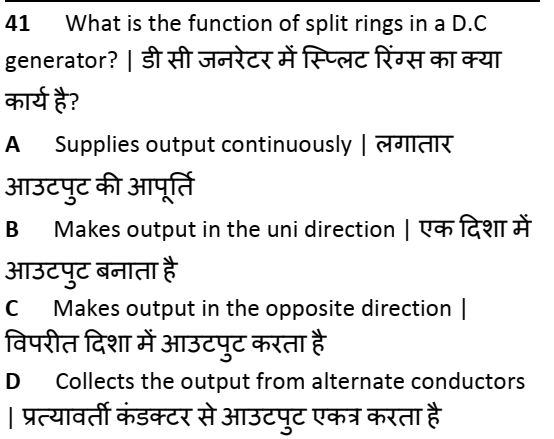 41 What is the function of split rings in a D.C
generator? | डी सी जनरेटर में स्प्लिट रिंग्स का क्या
कार्य है?
A Supplies output continuously | लगातार
आउटपुट की आपूर्ति
B Makes output in the uni direction | एक दिशा में
आउटपुट बनाता है
C Makes output in the opposite direction |
विपरीत दिशा में आउटपुट करता है
D Collects the output from alternate conductors
| प्रत्यावर्ती कंडक्टर से आउटपुट एकत्र करता है